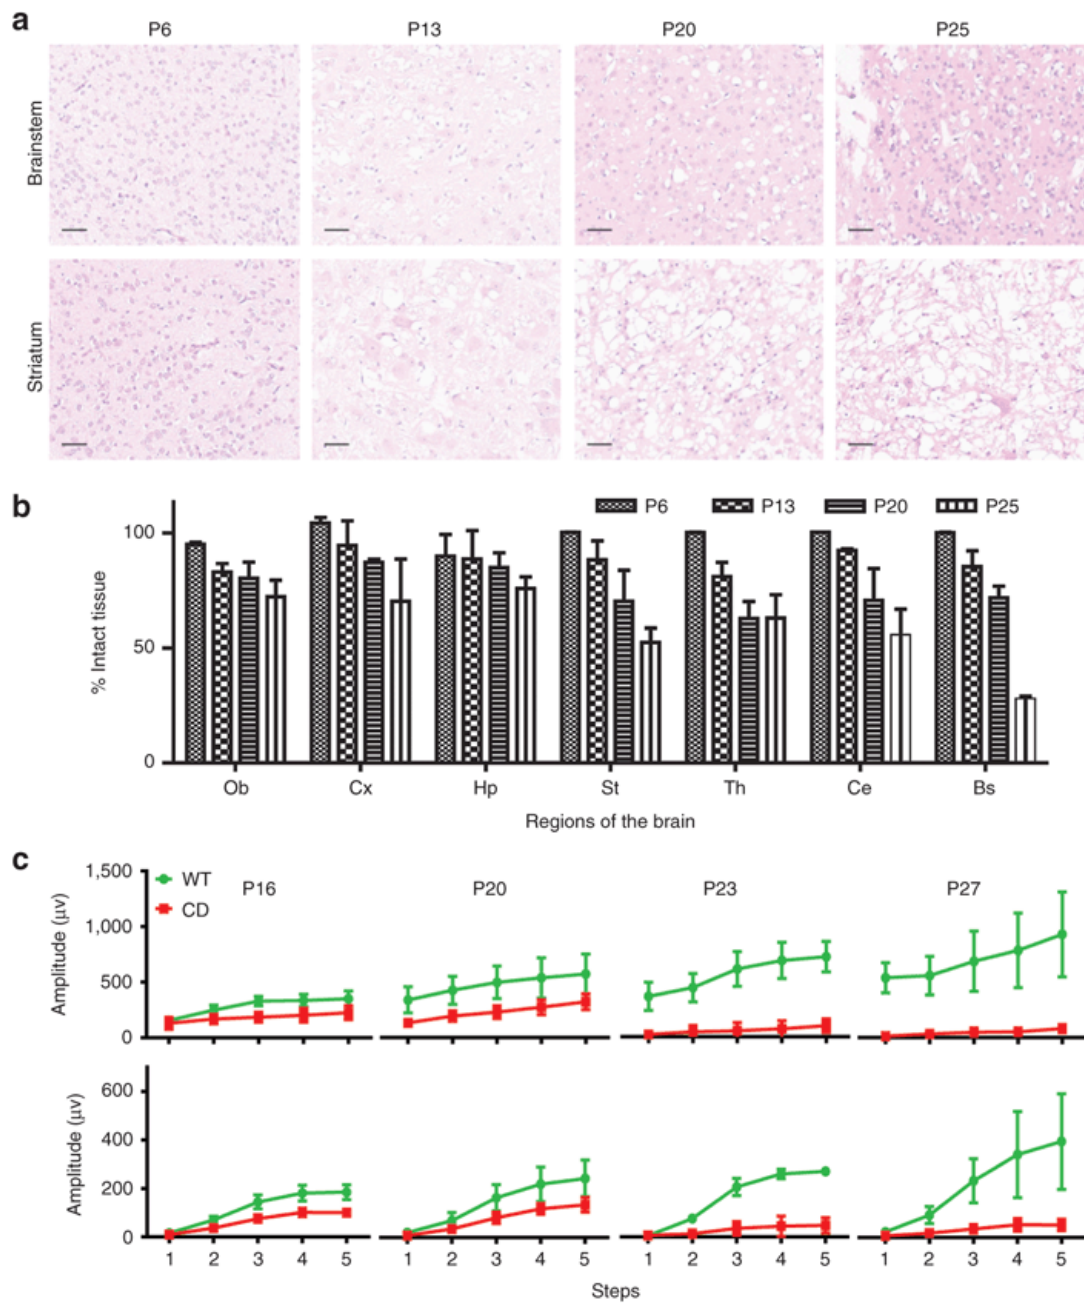 a
P6 P13 P20 P25
Brainstem
Striatum
b
P6 P13 P20 P25
% Intact tissue
100
50
0
Ob Cx Hp St Th Ce Bs
Regions of the brain
c
WT
CD
P16 P20 P23 P27
Amplitude (μv)
1,500
1,000
500
0
Amplitude (μv)
600
400
200
0
1 2 3 4 5 1 2 3 4 5 1 2 3 4 5 1 2 3 4 5
Steps